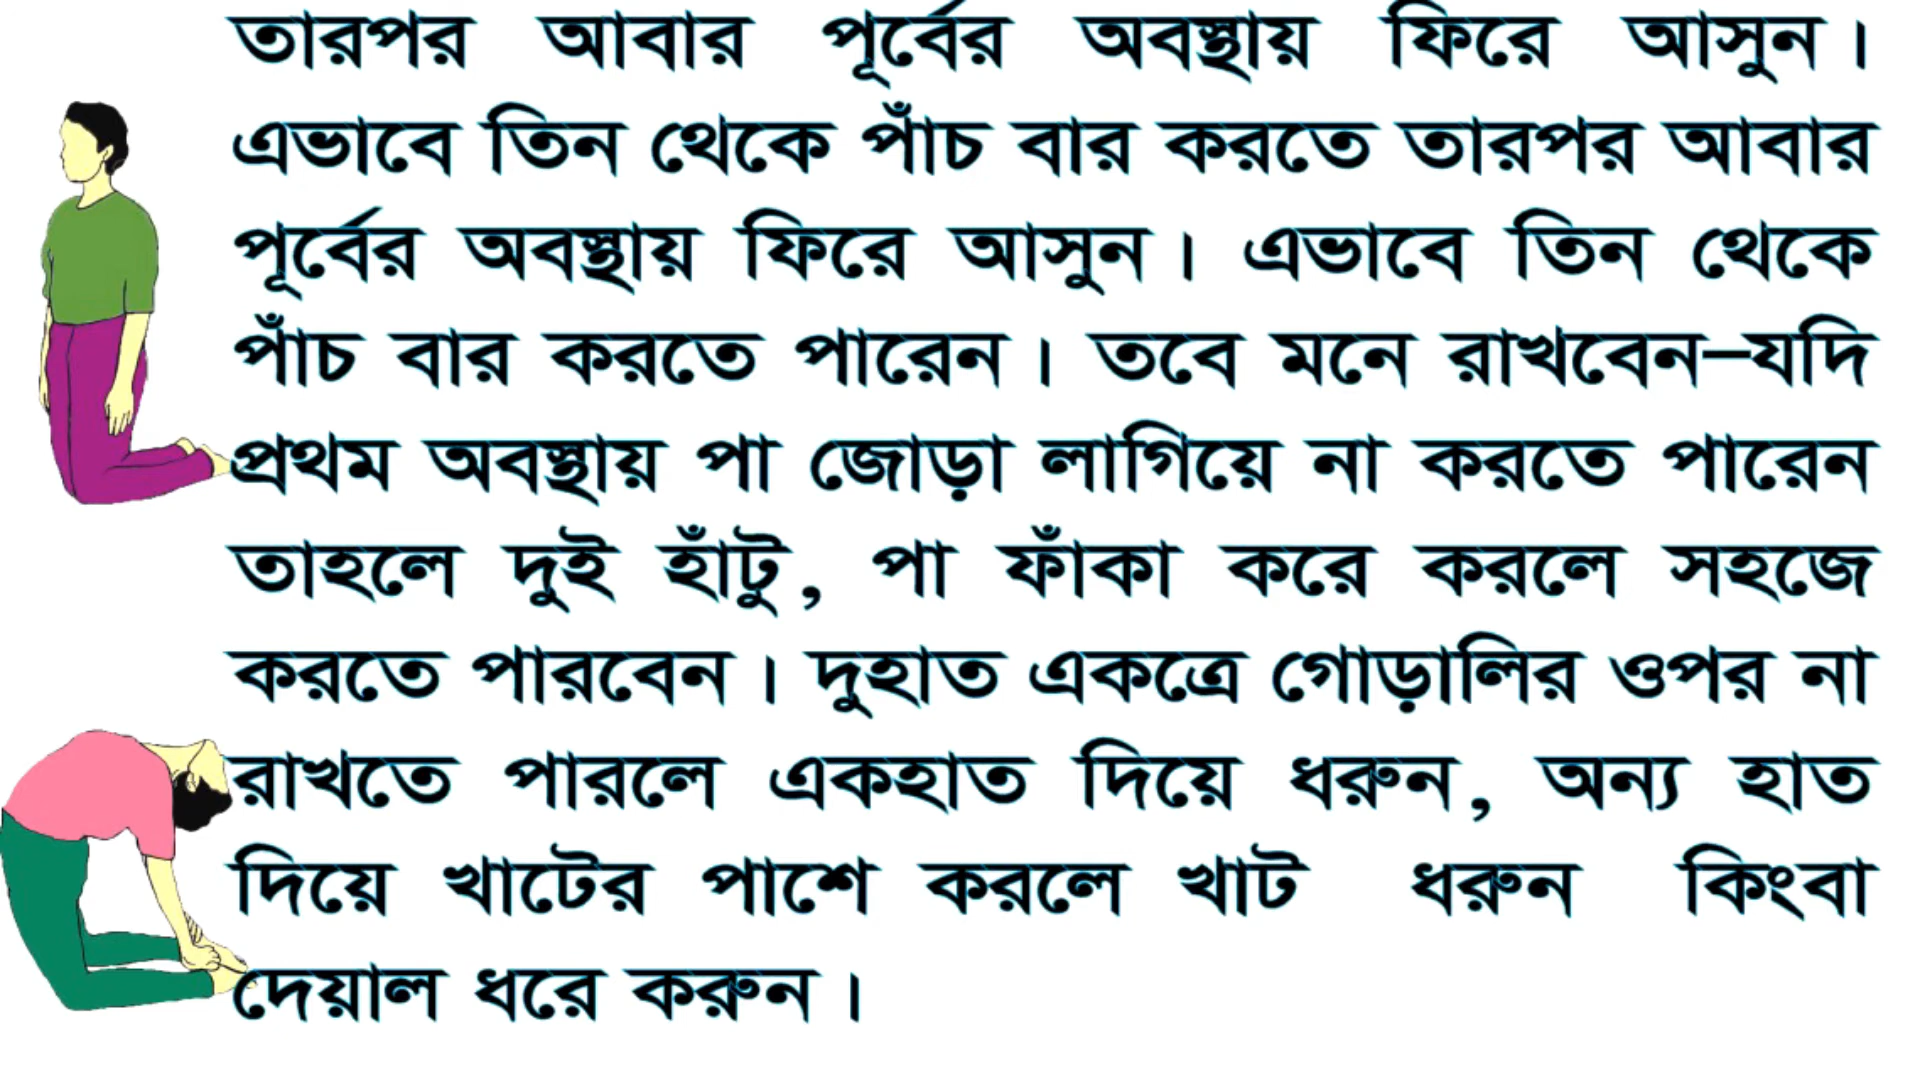 তারপর আবার পূর্বের অবস্থায় ফিরে আসুন।
এভাবে তিন থেকে পাঁচ বার করতে তারপর আবার
পূর্বের অবস্থায় ফিরে আসুন। এভাবে তিন থেকে
পাঁচ বার করতে পারেন। তবে মনে রাখবেন–যদি
প্রথম অবস্থায় পা জোড়া লাগিয়ে না করতে পারেন
তাহলে দুই হাঁটু, পা ফাঁকা করে করলে সহজে
করতে পারবেন। দুহাত একত্রে গোড়ালির ওপর না
রাখতে পারলে একহাত দিয়ে ধরুন, অন্য হাত
দিয়ে খাটের পাশে করলে খাট ধরুন কিংবা
দেয়াল ধরে করুন।